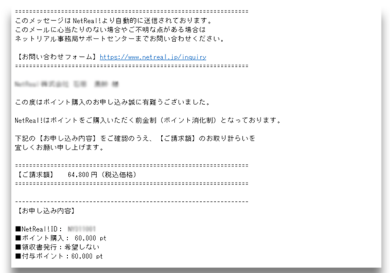 ==================================================
このメッセージは NetReal!より自動的に送信されております。
このメールに心当たりのない場合やご不明な点がある場合は
ネットリアル事務局サポートセンターまでお問い合わせください。
【お問い合わせフォーム】https://www.netreal.jp/inquiry
==================================================
この度はポイント購入のお申し込み誠に有難うございました。
NetReal!はポイントをご購入いただく前金制（ポイント消化制）となっております。
下記の【お申し込み内容】をご確認のうえ、【ご請求額】のお取り計らいを
宜しくお願い申し上げます。
==================================================
【ご請求額】 64,800円（税込価格）
==================================================
--------------------------------------------------
【お申し込み内容】
■NetReal!ID：
■ポイント購入：60,000 pt
■領収書発行：希望しない
■付与ポイント：60,000 pt